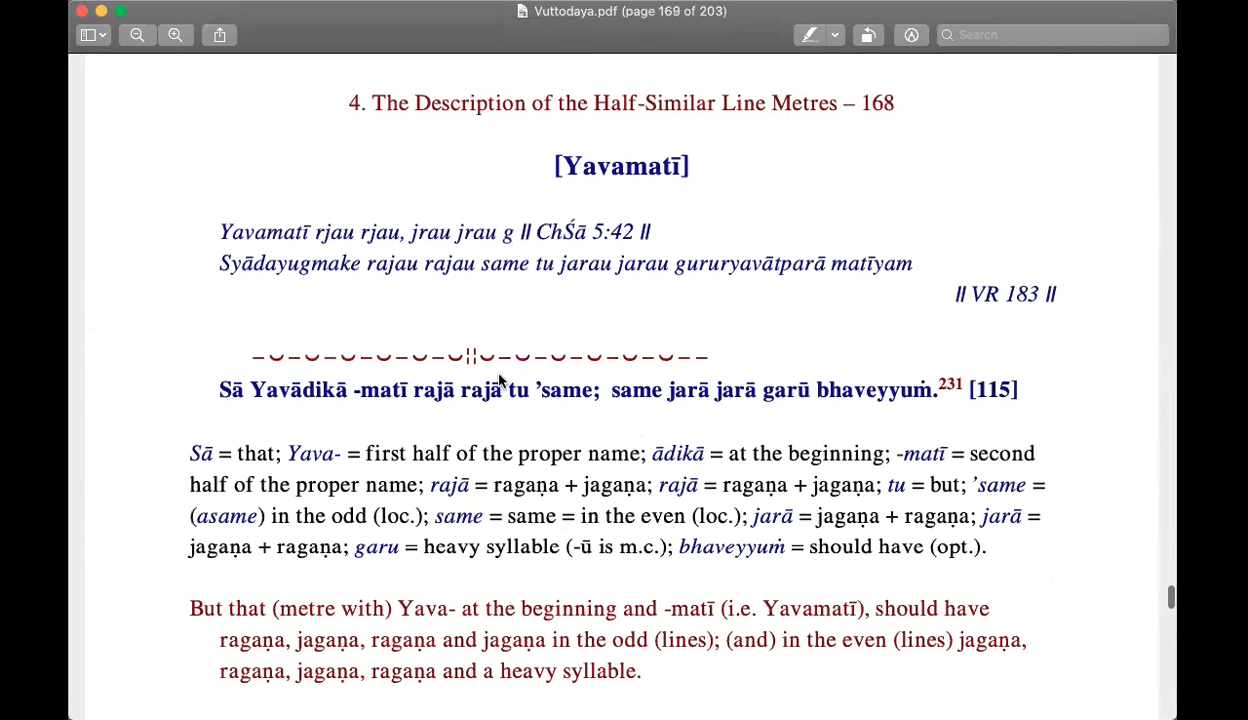 Vuttodaya.pdf (page 169 of 203)
Search
4. The Description of the Half-Similar Line Metres – 168
[Yavamatī]
Yavamatī rjau rjau, jrau jrau g || ChŚā 5:42 ||
Syādayugmake rajau rajau same tu jarau jarau gururyavātparā matīyam
|| VR 183 ||
–⏑–⏑–⏑–⏑–⏑–⏑¦¦⏑–⏑–⏑–⏑–⏑–⏑––
Sā Yavādikā -matī rajā rajā tu ’same; same jarā jarā garū bhaveyyuṁ.231 [115]
Sā = that; Yava- = first half of the proper name; ādikā = at the beginning; -matī = second
half of the proper name; rajā = ragaṇa + jagaṇa; rajā = ragaṇa + jagaṇa; tu = but; ’same =
(asame) in the odd (loc.); same = same = in the even (loc.); jarā = jagaṇa + ragaṇa; jarā =
jagaṇa + ragaṇa; garu = heavy syllable (-ū is m.c.); bhaveyyuṁ = should have (opt.).
But that (metre with) Yava- at the beginning and -matī (i.e. Yavamatī), should have
ragaṇa, jagaṇa, ragaṇa and jagaṇa in the odd (lines); (and) in the even (lines) jagaṇa,
ragaṇa, jagaṇa, ragaṇa and a heavy syllable.